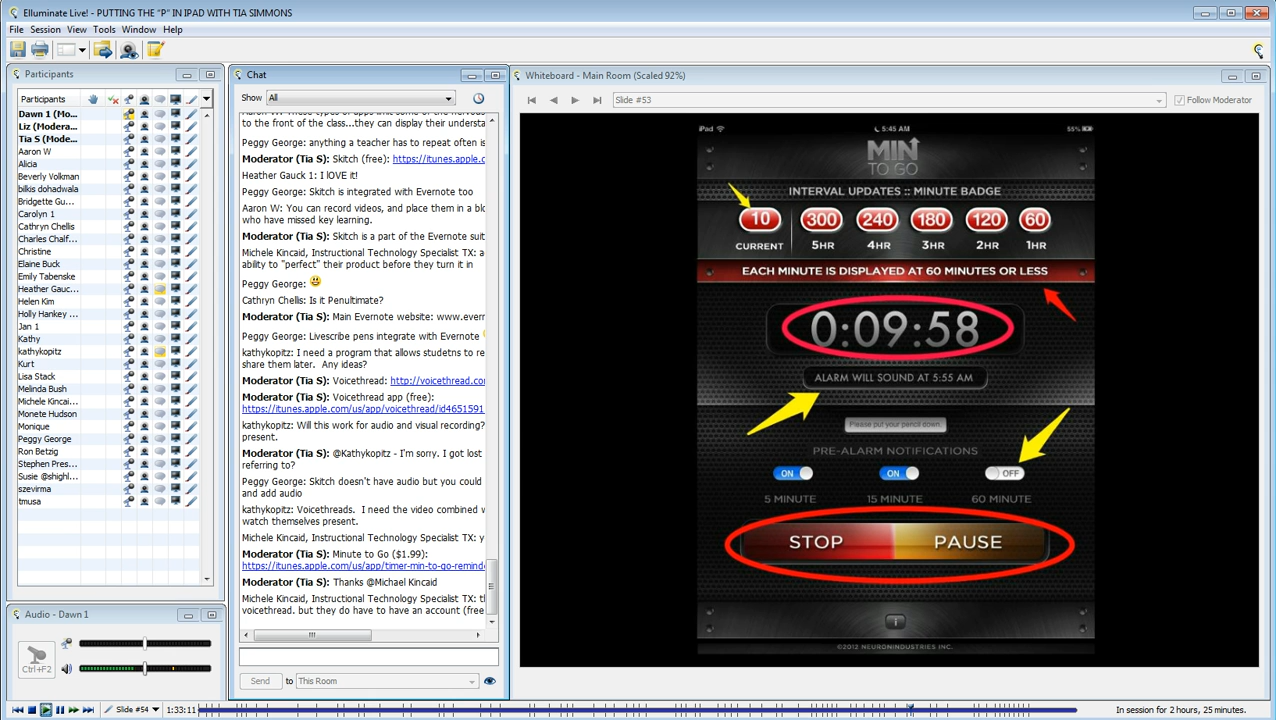 Elluminate Live! - PUTTING THE "P" IN IPAD WITH TIA SIMMONS
File Session View Tools Window Help
Participants
Participants
Dawn 1 (Mo...
Liz (Modera...
Tia S (Mode...
Aaron W
Alicia
Beverly Volkman
bilkis dohadwala
Bridgette Gu...
Carolyn 1
Cathryn Chellis
Charles Chalf...
Christine
Elaine Buck
Emily Tabenske
Heather Gauc...
Helen Kim
Holly Hankey ...
Jan 1
Kathy
kathykopitz
Kurt
Lisa Stack
Melinda Bush
Michele Kincai...
Monete Hudson
Monique
Peggy George
Ron Betzig
Stephen Pres...
Susie @shighl...
szevirma
tmusa
Audio - Dawn 1
Ctrl+F2
Chat
Show All
to the front of the class...they can display their understa
Peggy George: anything a teacher has to repeat often is
Moderator (Tia S): Skitch (free): https://itunes.apple.c
Heather Gauck 1: I lOVE it!
Peggy George: Skitch is integrated with Evernote too
Aaron W: You can record videos, and place them in a blo
who have missed key learning.
Moderator (Tia S): Skitch is a part of the Evernote suit
Michele Kincaid, Instructional Technology Specialist TX: a
ability to "perfect" their product before they turn it in
Peggy George:
Cathryn Chellis: Is it Penultimate?
Moderator (Tia S): Main Evernote website: www.evern
Peggy George: Livescribe pens integrate with Evernote
kathykopitz: I need a program that allows studetns to re
share them later. Any ideas?
Moderator (Tia S): Voicethread: http://voicethread.co
Moderator (Tia S): Voicethread app (free):
https://itunes.apple.com/us/app/voicethread/id4651591
kathykopitz: Will this work for audio and visual recording?
present.
Moderator (Tia S): @Kathykopitz - I'm sorry. I got lost
referring to?
Peggy George: Skitch doesn't have audio but you could
and add audio
kathykopitz: Voicethreads. I need the video combined w
watch themselves present.
Michele Kincaid, Instructional Technology Specialist TX: y
Moderator (Tia S): Minute to Go ($1.99):
https://itunes.apple.com/us/app/timer-min-to-go-remind
Moderator (Tia S): Thanks @Michael Kincaid
Michele Kincaid, Instructional Technology Specialist TX: t
voicethread. but they do have to have an account (free
Send to This Room
Whiteboard - Main Room (Scaled 92%)
Slide #53
Follow Moderator
iPad 5:45 AM 55%
MIN
TO GO
INTERVAL UPDATES :: MINUTE BADGE
10 300 240 180 120 60
CURRENT 5HR 4HR 3HR 2HR 1HR
EACH MINUTE IS DISPLAYED AT 60 MINUTES OR LESS
0:09:58
ALARM WILL SOUND AT 5:55 AM
Please put your pencil down.
PRE-ALARM NOTIFICATIONS
ON ON OFF
5 MINUTE 15 MINUTE 60 MINUTE
STOP PAUSE
i
©2012 NEURONINDUSTRIES INC.
Slide #54 1:33:11 In session for 2 hours, 25 minutes.